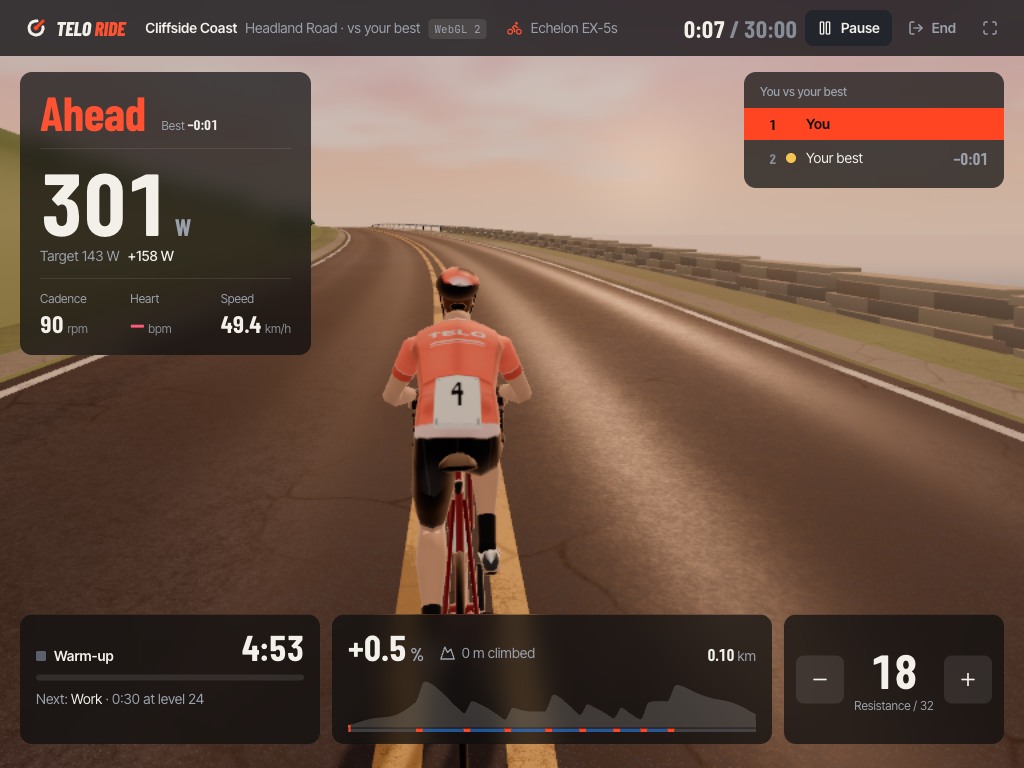 TELO RIDE
Cliffside Coast Headland Road · vs your best WebGL 2 Echelon EX-5s 0:07 / 30:00 Pause End
Ahead Best −0:01
301 W
Target 143 W +158 W
Cadence Heart Speed
90 rpm — bpm 49.4 km/h
You vs your best
1 You
2 Your best −0:01
TELO
4
Warm-up 4:53
Next: Work · 0:30 at level 24
+0.5 % 0 m climbed 0.10 km
− 18 +
Resistance / 32